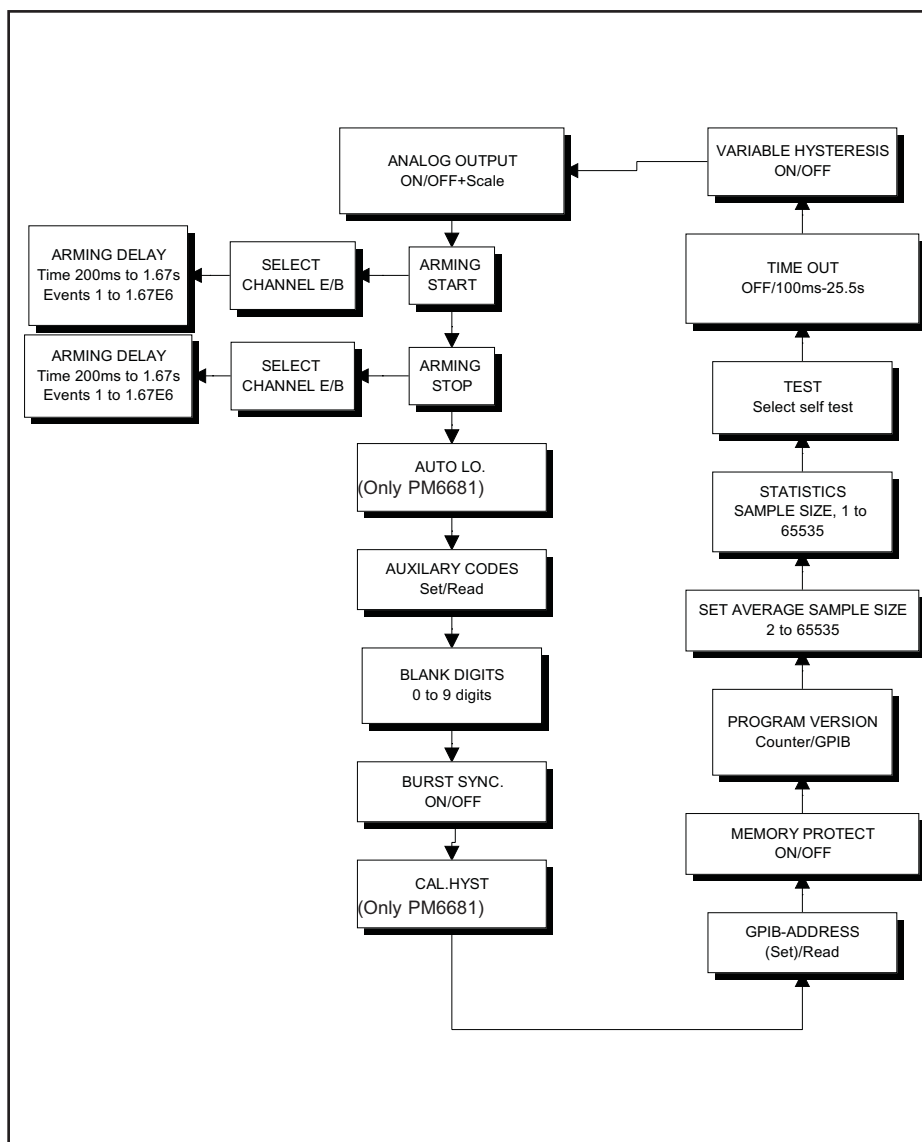 ANALOG OUTPUT
ON/OFF+Scale
VARIABLE HYSTERESIS
ON/OFF
ARMING DELAY
Time 200ms to 1.67s
Events 1 to 1.67E6
SELECT
CHANNEL E/B
ARMING
START
TIME OUT
OFF/100ms-25.5s
ARMING DELAY
Time 200ms to 1.67s
Events 1 to 1.67E6
SELECT
CHANNEL E/B
ARMING
STOP
TEST
Select self test
AUTO LO.
(Only PM6681)
STATISTICS
SAMPLE SIZE, 1 to
65535
AUXILARY CODES
Set/Read
SET AVERAGE SAMPLE SIZE
2 to 65535
BLANK DIGITS
0 to 9 digits
PROGRAM VERSION
Counter/GPIB
BURST SYNC.
ON/OFF
MEMORY PROTECT
ON/OFF
CAL.HYST
(Only PM6681)
GPIB-ADDRESS
(Set)/Read